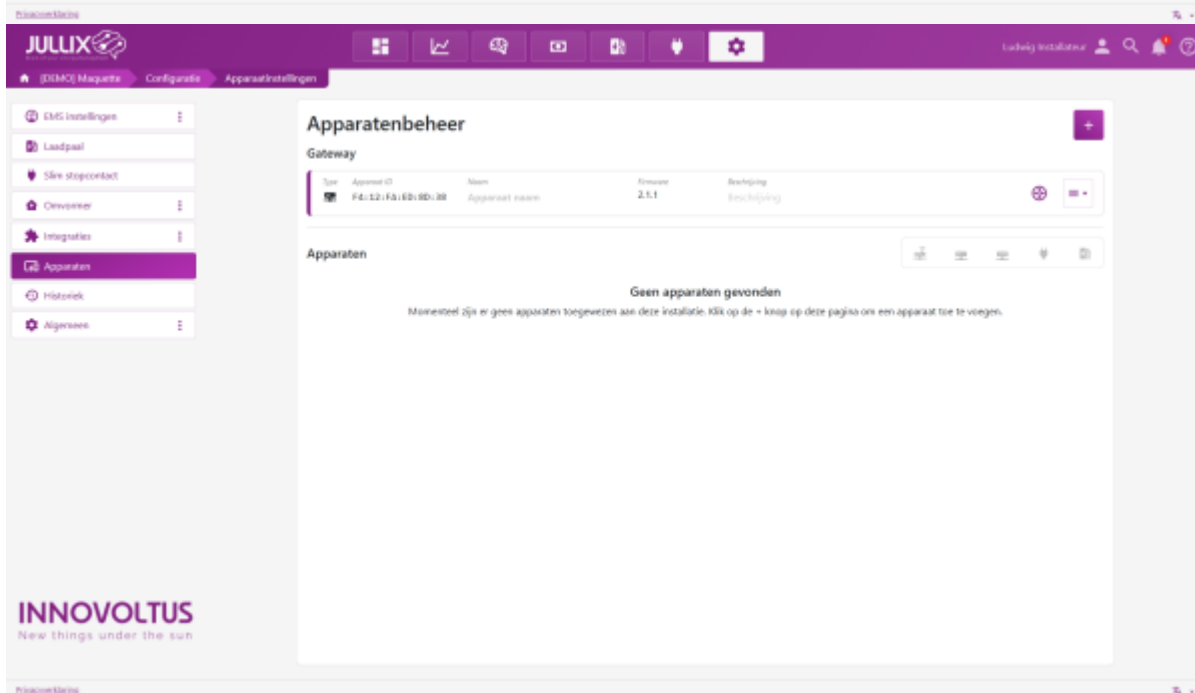 Privacyverklaring
JULLIX
Ludwig Installateur
[DEMO] Maquette Configuratie Apparaatinstellingen
EMS instellingen
Laadpaal
Slim stopcontact
Omvormer
Integraties
Apparaten
Historiek
Algemeen
INNOVOLTUS
New things under the sun
Apparatenbeheer
+
Gateway
Type Apparaat ID Naam Firmware Beschrijving
F4:12:FA:ED:8D:38 Apparaat naam 2.1.1 Beschrijving
Apparaten
Geen apparaten gevonden
Momenteel zijn er geen apparaten toegewezen aan deze installatie. Klik op de + knop op deze pagina om een apparaat toe te voegen.
Privacyverklaring